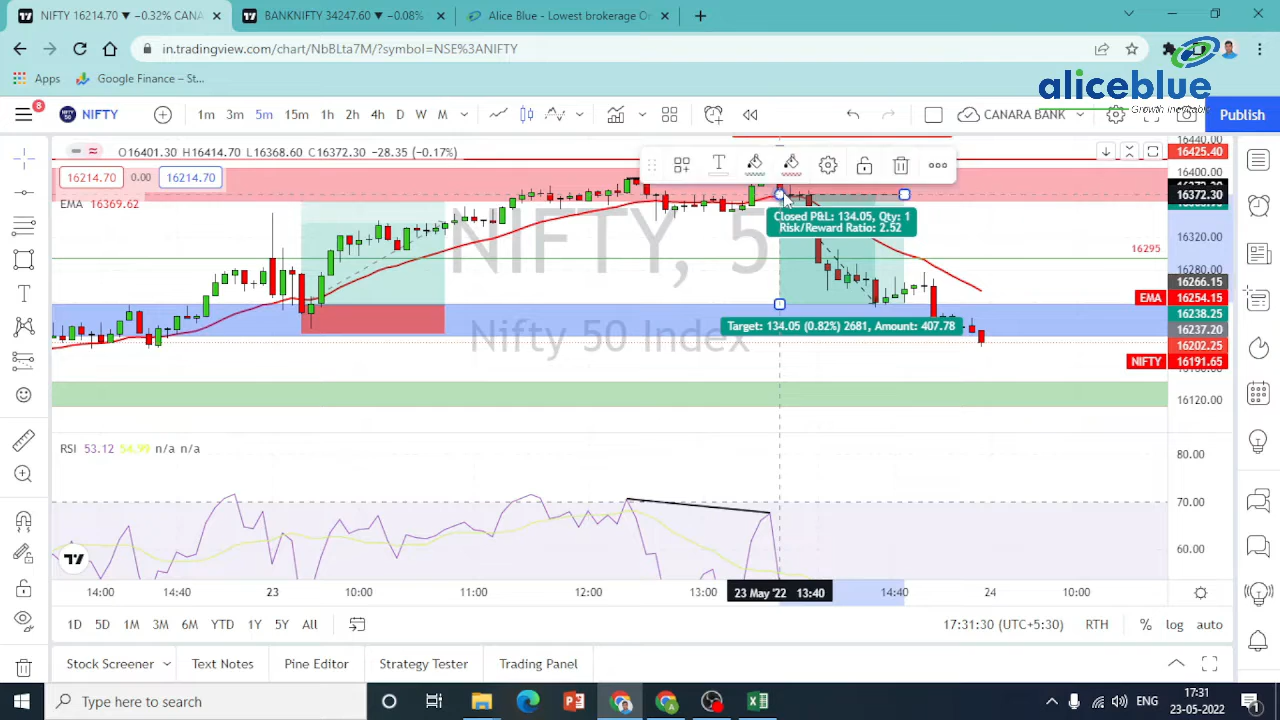 NIFTY 16214.70 ▼ −0.32% CANA
BANKNIFTY 34247.60 ▼ −0.08%
Alice Blue - Lowest brokerage On
in.tradingview.com/chart/NbBLta7M/?symbol=NSE%3ANIFTY
Apps
Google Finance – St...
aliceblue
8
NIFTY
1m 3m 5m 15m 1h 2h 4h D W M
CANARA BANK
Publish
O16401.30 H16414.70 L16368.60 C16372.30 −28.35 (−0.17%)
16214.70
0.00
16214.70
EMA 16369.62
NIFTY, 5
Nifty 50 Index
Closed P&L: 134.05, Qty: 1
Risk/Reward Ratio: 2.52
Target: 134.05 (0.82%) 2681, Amount: 407.78
16440.00
16425.40
16400.00
16372.30
16320.00
16295
16280.00
16266.15
EMA
16254.15
16238.25
16237.20
16202.25
NIFTY
16191.65
16120.00
RSI 53.12 54.99 n/a n/a
80.00
70.00
60.00
14:00
14:40
23
10:00
11:00
12:00
13:00
23 May '22 13:40
14:40
24
10:00
1D 5D 1M 3M 6M YTD 1Y 5Y All
17:31:30 (UTC+5:30)
RTH
%
log
auto
Stock Screener
Text Notes
Pine Editor
Strategy Tester
Trading Panel
Type here to search
ENG
17:31
23-05-2022
1